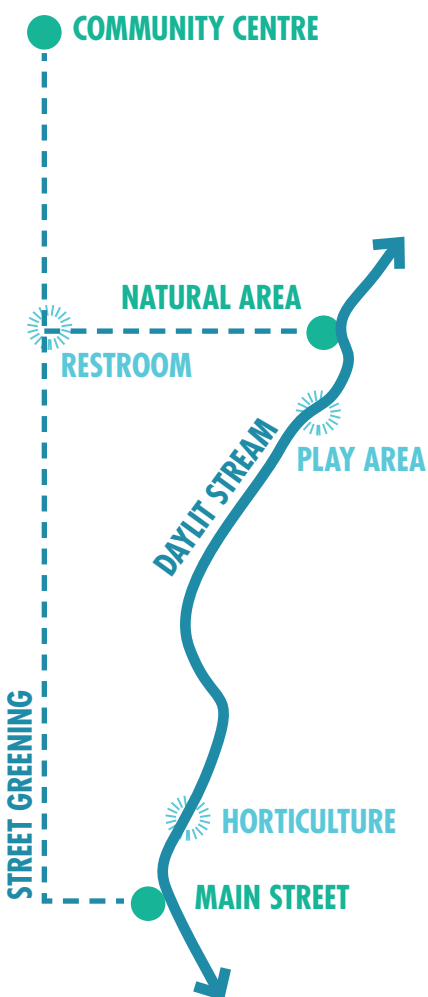 COMMUNITY CENTRE
NATURAL AREA
RESTROOM
PLAY AREA
DAYLIT STREAM
STREET GREENING
HORTICULTURE
MAIN STREET